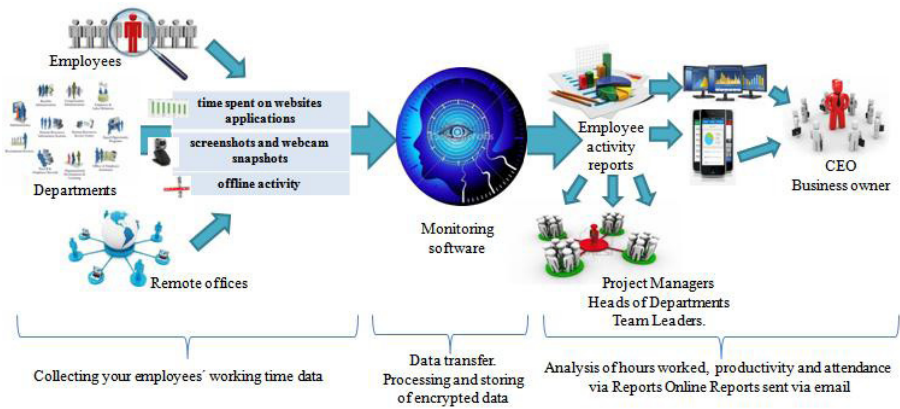 Employees
time spent on websites
applications
screenshots and webcam
snapshots
offline activity
Departments
Remote offices
Monitoring
software
Employee
activity
reports
CEO
Business owner
Project Managers
Heads of Departments
Team Leaders.
Collecting your employees´ working time data
Data transfer.
Processing and storing
of encrypted data
Analysis of hours worked, productivity and attendance
via Reports Online Reports sent via email